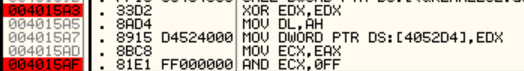 004015A3 . 33D2 XOR EDX,EDX
004015A5 . 8AD4 MOV DL,AH
004015A7 . 8915 D4524000 MOV DWORD PTR DS:[4052D4],EDX
004015AD . 8BC8 MOV ECX,EAX
004015AF . 81E1 FF000000 AND ECX,0FF